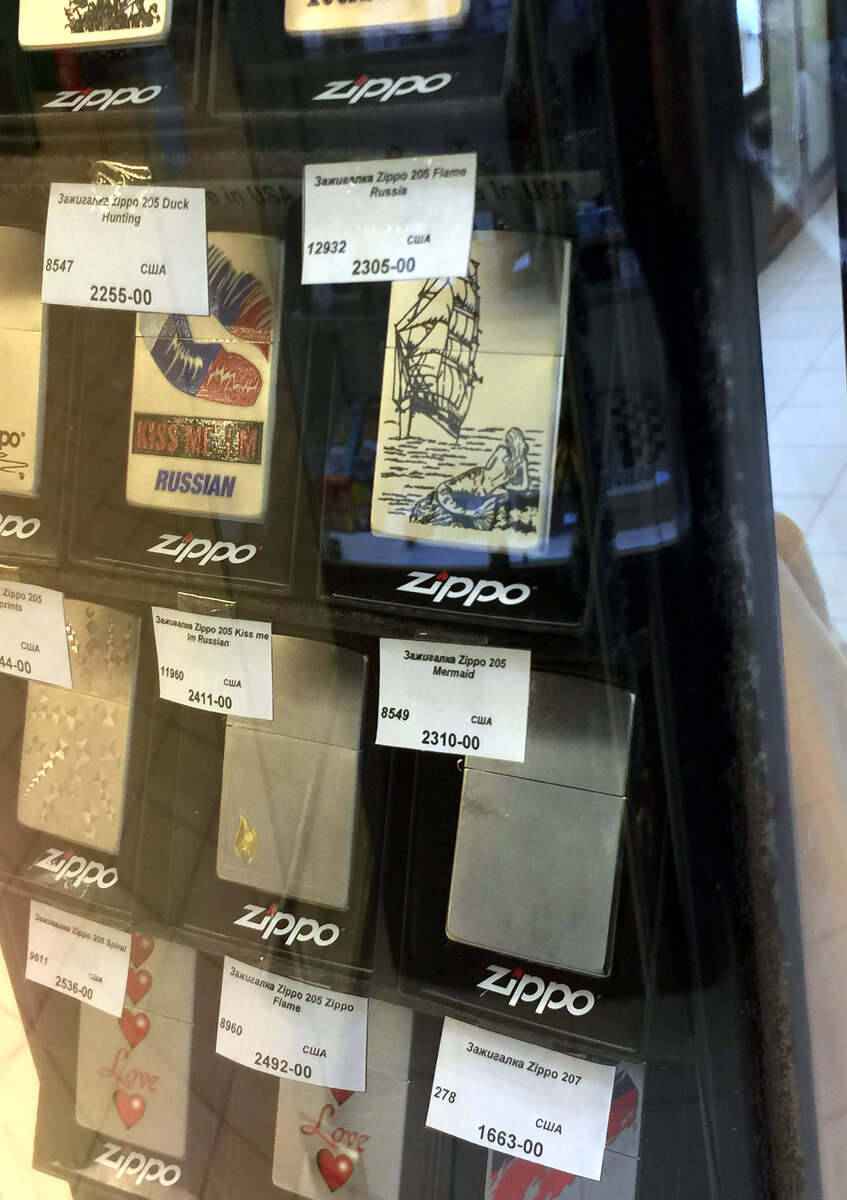 Zippo
Zippo
Зажигалка Zippo 205 Duck
Hunting
8547 США
2255-00
Зажигалка Zippo 205 Flame
Russia
12932 США
2305-00
in USA
in USA
KISS ME I'M
RUSSIAN
Zippo
Zippo
Zippo 205
prints
США
44-00
Зажигалка Zippo 205 Kiss me
Im Russian
11960 США
2411-00
Зажигалка Zippo 205
Mermaid
8549 США
2310-00
Zippo
Zippo
Zippo
Зажигалка Zippo 205 Spiral
9611 США
2536-00
Зажигалка Zippo 205 Zippo
Flame
8960 США
2492-00
Зажигалка Zippo 207
278 США
1663-00
Love
Love
Zippo